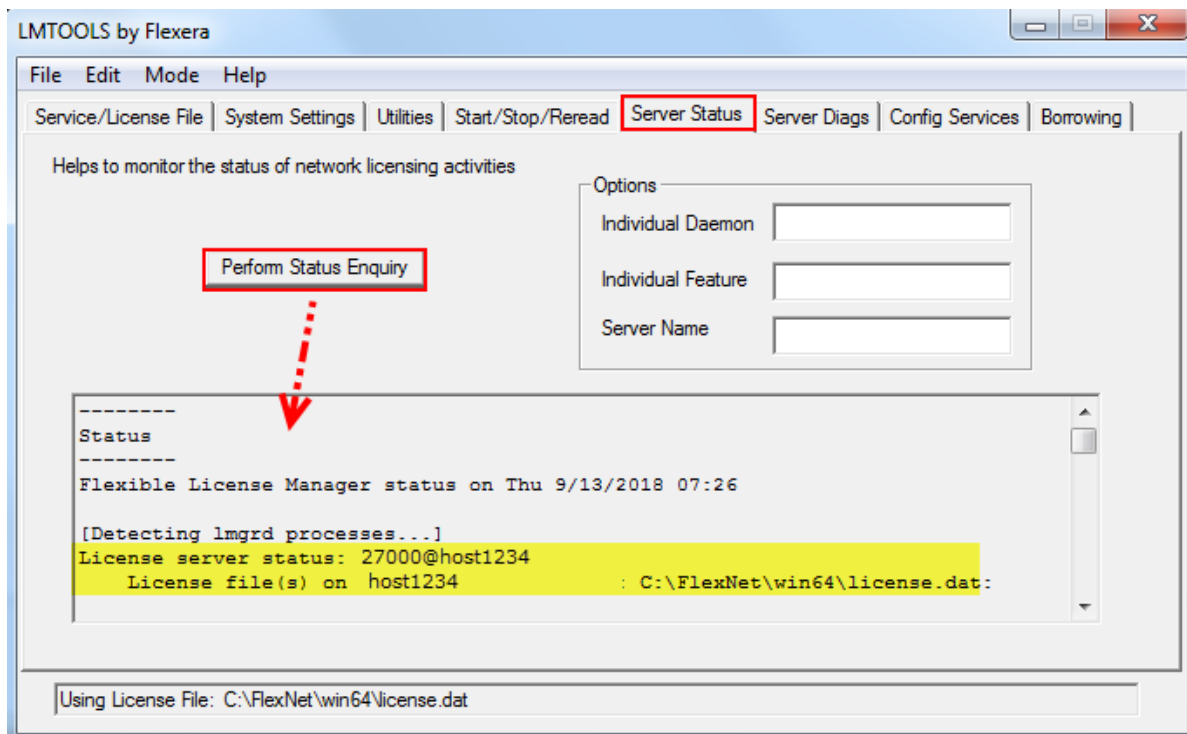 LMTOOLS by Flexera
File Edit Mode Help
Service/License File System Settings Utilities Start/Stop/Reread Server Status Server Diags Config Services Borrowing
Helps to monitor the status of network licensing activities
Options
Individual Daemon
Perform Status Enquiry
Individual Feature
Server Name
--------
Status
--------
Flexible License Manager status on Thu 9/13/2018 07:26
[Detecting lmgrd processes...]
License server status: 27000@host1234
License file(s) on host1234 : C:\FlexNet\win64\license.dat:
Using License File: C:\FlexNet\win64\license.dat